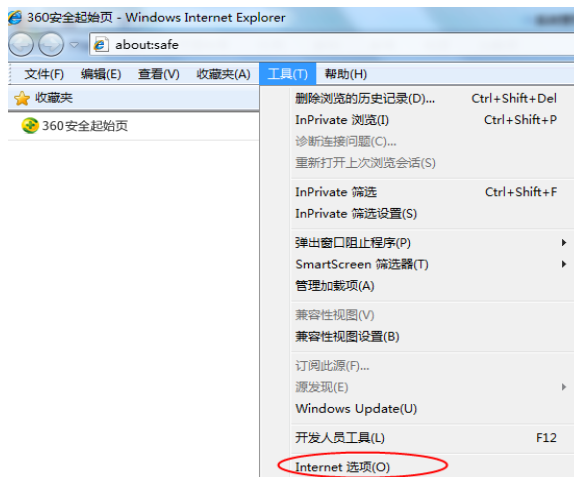 360安全起始页 - Windows Internet Explorer
about:safe
文件(F) 编辑(E) 查看(V) 收藏夹(A) 工具(T) 帮助(H)
收藏夹
360安全起始页
删除浏览的历史记录(D)... Ctrl+Shift+Del
InPrivate 浏览(I) Ctrl+Shift+P
诊断连接问题(C)...
重新打开上次浏览会话(S)
InPrivate 筛选 Ctrl+Shift+F
InPrivate 筛选设置(S)
弹出窗口阻止程序(P)
SmartScreen 筛选器(T)
管理加载项(A)
兼容性视图(V)
兼容性视图设置(B)
订阅此源(F)...
源发现(E)
Windows Update(U)
开发人员工具(L) F12
Internet 选项(O)